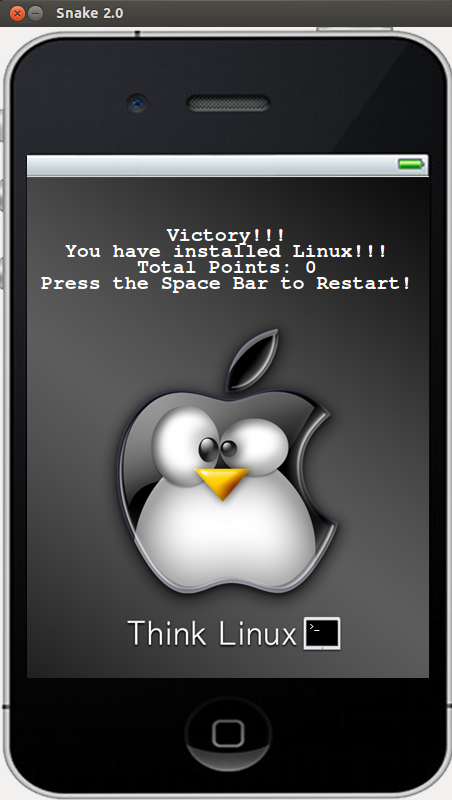 Snake 2.0
Victory!!!
You have installed Linux!!!
Total Points: 0
Press the Space Bar to Restart!
Think Linux >_